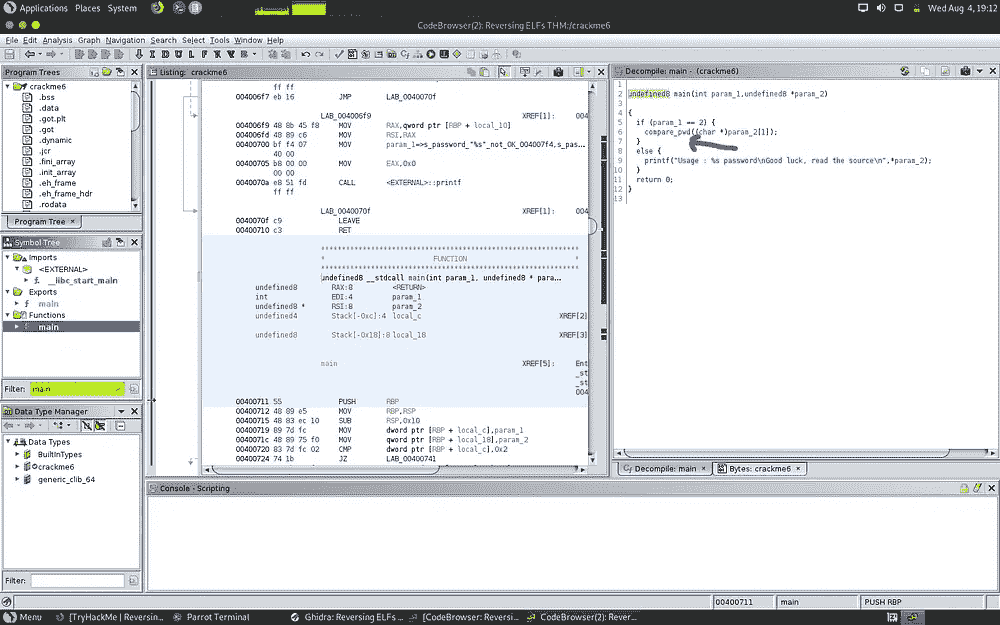 Applications Places System Wed Aug 4, 19:12
CodeBrowser(2): Reversing ELFs THM:/crackme6
File Edit Analysis Graph Navigation Search Select Tools Window Help
Program Trees
crackme6
.bss
.data
.got.plt
.got
.dynamic
.jcr
.fini_array
.init_array
.eh_frame
.eh_frame_hdr
.rodata
Program Tree ×
Symbol Tree
Imports
<EXTERNAL>
__libc_start_main
Exports
f main
Functions
f main
Filter: main
Data Type Manager
Data Types
BuiltInTypes
crackme6
generic_clib_64
Filter:
Listing: crackme6
ff ff
004006f7 eb 16 JMP LAB_0040070f
LAB_004006f9 XREF[1]: 004
004006f9 48 8b 45 f8 MOV RAX,qword ptr [RBP + local_10]
004006fd 48 89 c6 MOV RSI,RAX
00400700 bf f4 07 MOV param_1=>s_password_"%s"_not_OK_004007f4,s_pas…
40 00
00400705 b8 00 00 MOV EAX,0x0
00 00
0040070a e8 51 fd CALL <EXTERNAL>::printf
ff ff
LAB_0040070f XREF[1]: 004
0040070f c9 LEAVE
00400710 c3 RET
* FUNCTION *
undefined8 __stdcall main(int param_1, undefined8 * para…
undefined8 RAX:8 <RETURN>
int EDI:4 param_1
undefined8 * RSI:8 param_2
undefined4 Stack[-0xc]:4 local_c XREF[2]
undefined8 Stack[-0x18]:8 local_18 XREF[3]
main XREF[5]: Ent
_st
_st
004
00400711 55 PUSH RBP
00400712 48 89 e5 MOV RBP,RSP
00400715 48 83 ec 10 SUB RSP,0x10
00400719 89 7d fc MOV dword ptr [RBP + local_c],param_1
0040071c 48 89 75 f0 MOV qword ptr [RBP + local_18],param_2
00400720 83 7d fc 02 CMP dword ptr [RBP + local_c],0x2
00400724 74 1b JZ LAB_00400741
Decompile: main - (crackme6)
1
2 undefined8 main(int param_1,undefined8 *param_2)
3
4 {
5 if (param_1 == 2) {
6 compare_pwd((char *)param_2[1]);
7 }
8 else {
9 printf("Usage : %s password\nGood luck, read the source\n",*param_2);
10 }
11 return 0;
12 }
13
Decompile: main × Bytes: crackme6 ×
Console - Scripting
00400711 main PUSH RBP
Menu [TryHackMe | Reversin… Parrot Terminal Ghidra: Reversing ELFs … [CodeBrowser: Reversi… CodeBrowser(2): Rever…